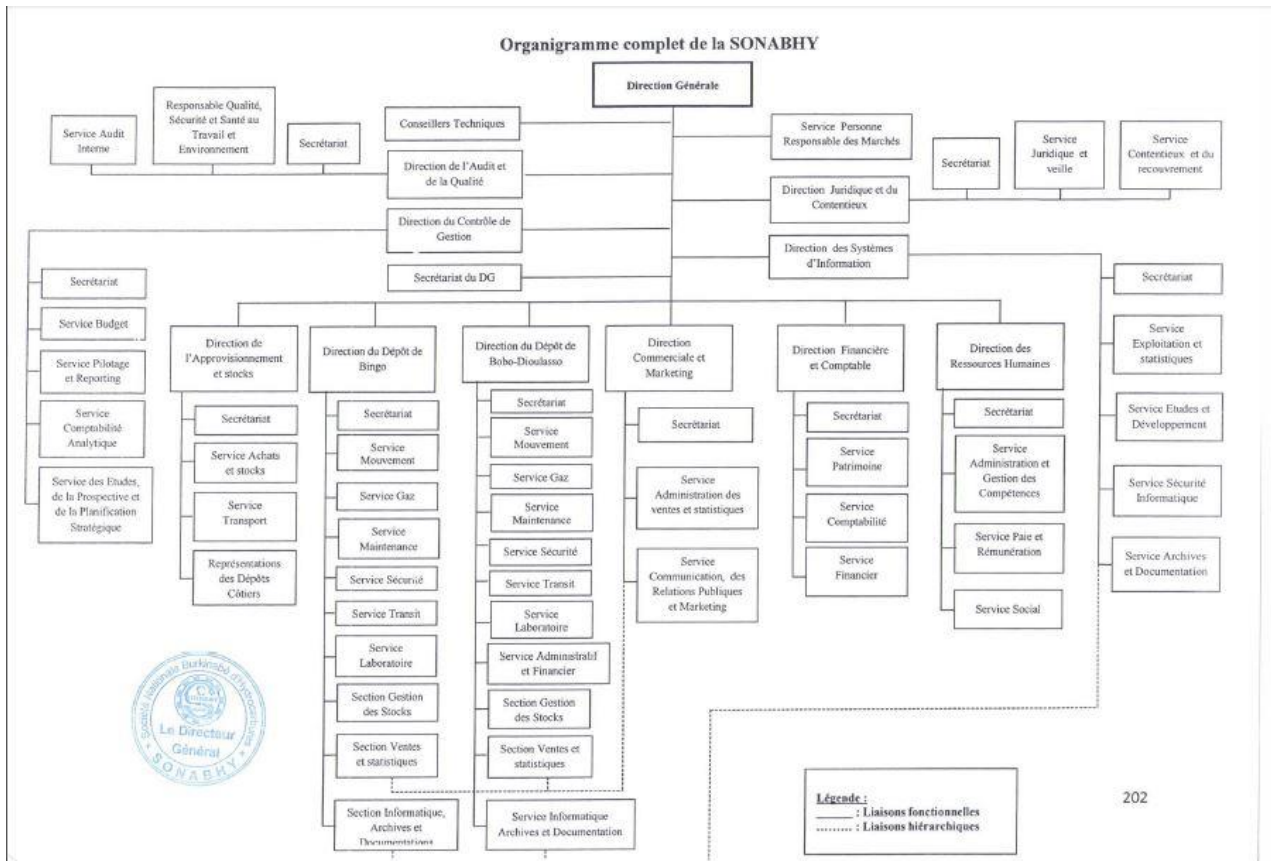 Organigramme complet de la SONABHY
Direction Générale
Conseillers Techniques
Service Personne
Responsable des Marchés
Service Audit
Interne
Responsable Qualité,
Sécurité et Santé au
Travail et
Environnement
Secrétariat
Direction de l'Audit et
de la Qualité
Direction Juridique et du
Contentieux
Secrétariat
Service
Juridique et
veille
Service
Contentieux et du
recouvrement
Direction du Contrôle de
Gestion
Direction des Systèmes
d'Information
Secrétariat du DG
Secrétariat
Service Budget
Service Pilotage
et Reporting
Service
Comptabilité
Analytique
Service des Etudes,
de la Prospective et
de la Planification
Stratégique
Direction de
l'Approvisionnement
et stocks
Secrétariat
Service Achats
et stocks
Service
Transport
Représentations
des Dépôts
Côtiers
Direction du Dépôt de
Bingo
Secrétariat
Service
Mouvement
Service Gaz
Service
Maintenance
Service Sécurité
Service Transit
Service
Laboratoire
Section Gestion
des Stocks
Section Ventes
et statistiques
Section Informatique,
Archives et
Documentations
Direction du Dépôt de
Bobo-Dioulasso
Secrétariat
Service
Mouvement
Service Gaz
Service
Maintenance
Service Sécurité
Service Transit
Service
Laboratoire
Service Administratif
et Financier
Section Gestion
des Stocks
Section Ventes et
statistiques
Service Informatique
Archives et Documentation
Direction
Commerciale et
Marketing
Secrétariat
Service
Administration des
ventes et statistiques
Service
Communication, des
Relations Publiques
et Marketing
Direction Financière
et Comptable
Secrétariat
Service
Patrimoine
Service
Comptabilité
Service
Financier
Direction des
Ressources Humaines
Secrétariat
Service
Administration et
Gestion des
Compétences
Service Paie et
Rémunération
Service Social
Secrétariat
Service
Exploitation et
statistiques
Service Etudes et
Développement
Service Sécurité
Informatique
Service Archives
et Documentation
Société Nationale Burkinabè d'Hydrocarbures
Le Directeur
Général
SONABHY
Légende :
_____ : Liaisons fonctionnelles
......... : Liaisons hiérarchiques
202